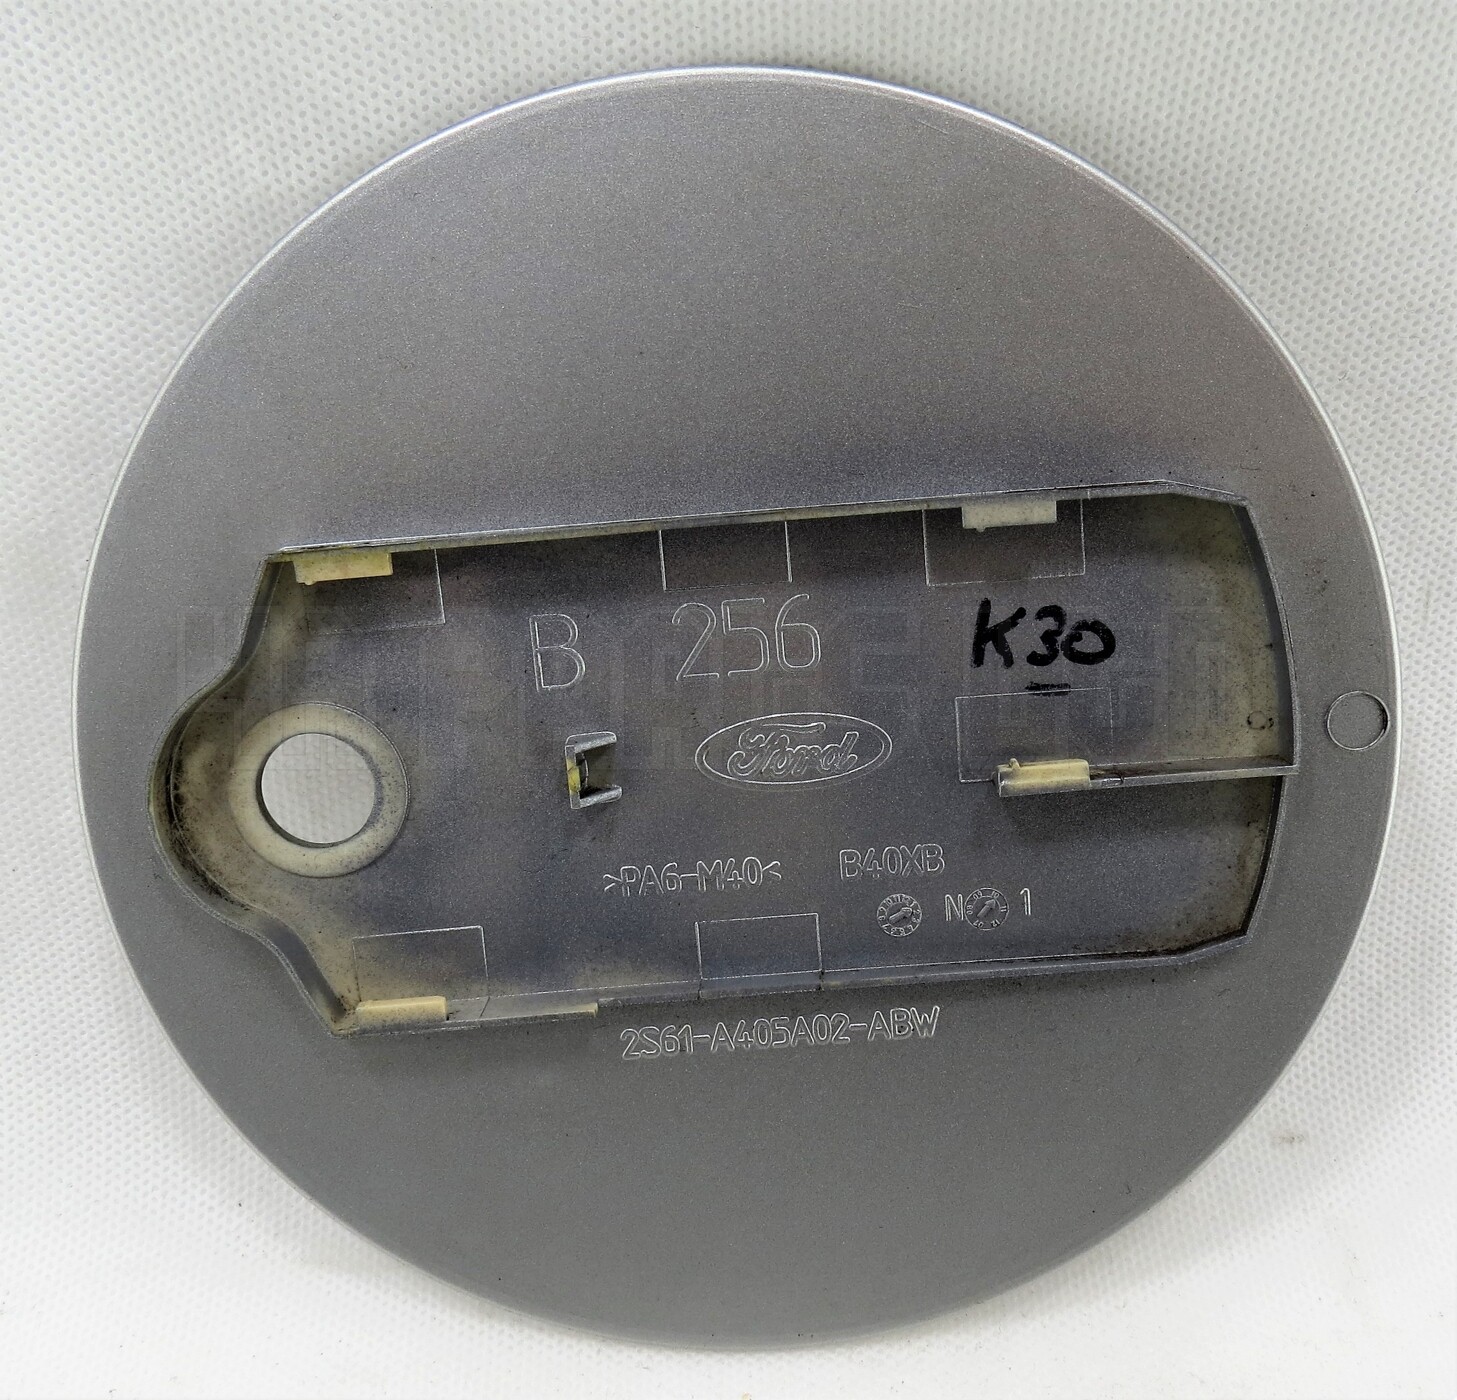 B 256
K30
Ford
>PA6-M40< B40XB
N 1
2S61-A405A02-ABW